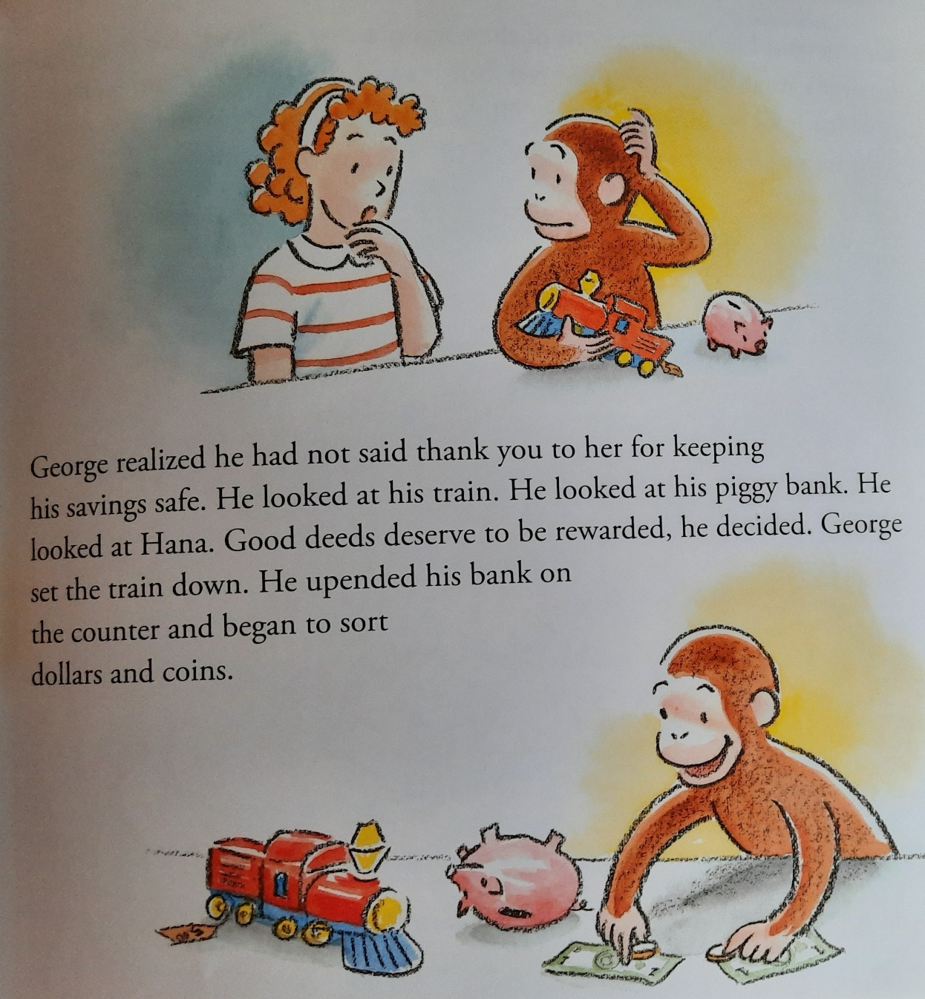 George realized he had not said thank you to her for keeping
his savings safe. He looked at his train. He looked at his piggy bank. He
looked at Hana. Good deeds deserve to be rewarded, he decided. George
set the train down. He upended his bank on
the counter and began to sort
dollars and coins.